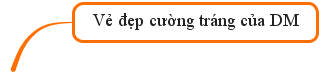 Vẻ đẹp cường tráng của DM